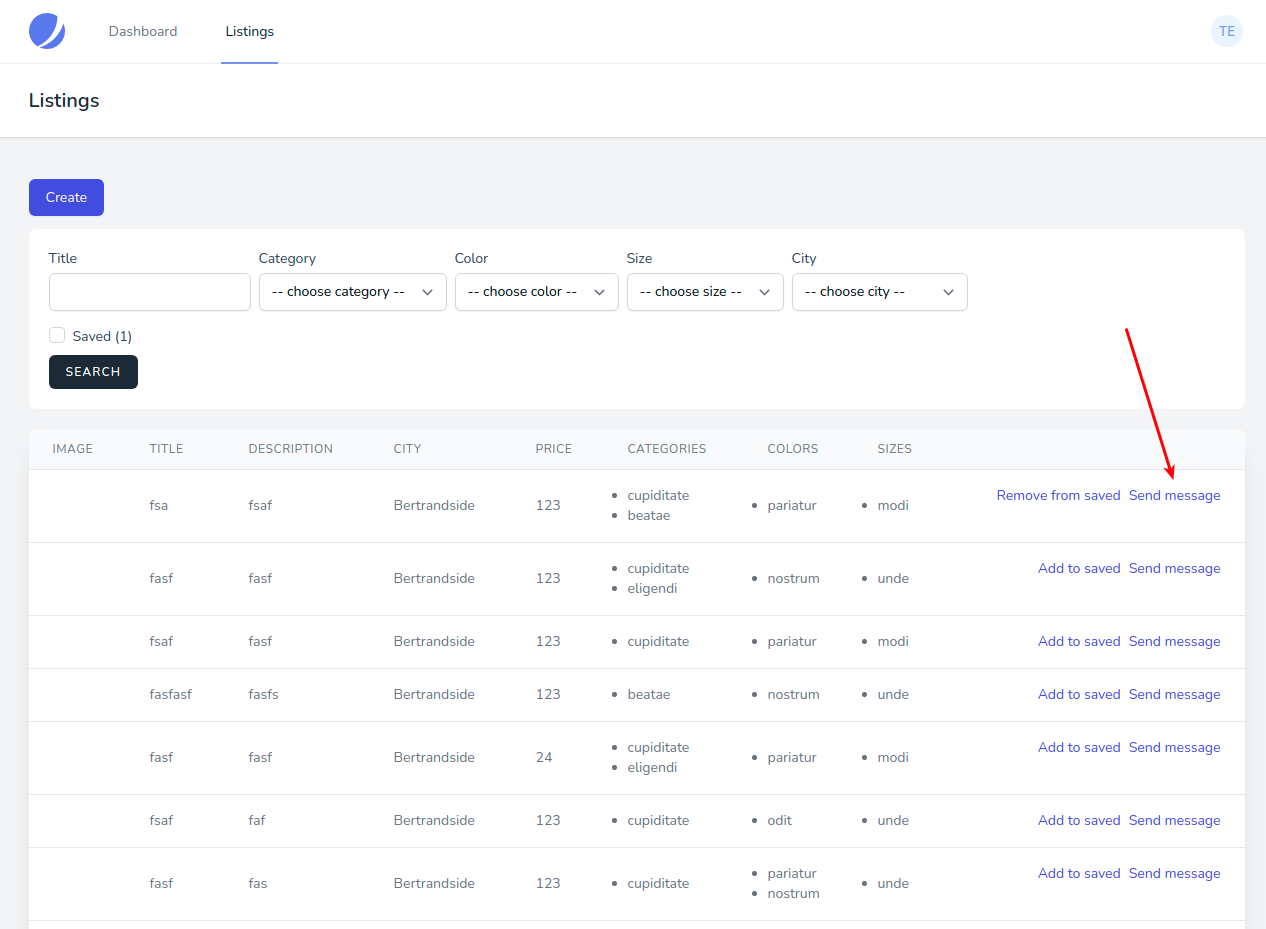 Dashboard Listings TE
Listings
Create
Title Category Color Size City
-- choose category -- -- choose color -- -- choose size -- -- choose city --
Saved (1)
SEARCH
IMAGE TITLE DESCRIPTION CITY PRICE CATEGORIES COLORS SIZES
fsa fsaf Bertrandside 123 cupiditate pariatur modi Remove from saved Send message
beatae
fasf fasf Bertrandside 123 cupiditate nostrum unde Add to saved Send message
eligendi
fsaf fasf Bertrandside 123 cupiditate pariatur modi Add to saved Send message
fasfasf fasfs Bertrandside 123 beatae nostrum unde Add to saved Send message
fasf fasf Bertrandside 24 cupiditate pariatur modi Add to saved Send message
eligendi
fsaf faf Bertrandside 123 cupiditate odit unde Add to saved Send message
fasf fas Bertrandside 123 cupiditate pariatur unde Add to saved Send message
nostrum